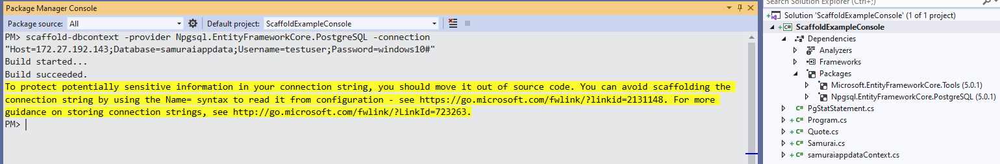 Package Manager Console
Package source: All
Default project: ScaffoldExampleConsole
PM> scaffold-dbcontext -provider Npgsql.EntityFrameworkCore.PostgreSQL -connection
"Host=172.27.192.143;Database=samuraiappdata;Username=testuser;Password=windows10#"
Build started...
Build succeeded.
To protect potentially sensitive information in your connection string, you should move it out of source code. You can avoid scaffolding the
connection string by using the Name= syntax to read it from configuration - see https://go.microsoft.com/fwlink/?linkid=2131148. For more
guidance on storing connection strings, see http://go.microsoft.com/fwlink/?LinkId=723263.
PM>
Search Solution Explorer (Ctrl+;)
Solution 'ScaffoldExampleConsole' (1 of 1 project)
C# ScaffoldExampleConsole
Dependencies
Analyzers
Frameworks
Packages
Microsoft.EntityFrameworkCore.Tools (5.0.1)
Npgsql.EntityFrameworkCore.PostgreSQL (5.0.1)
C# PgStatStatement.cs
C# Program.cs
C# Quote.cs
C# Samurai.cs
C# samuraiappdataContext.cs